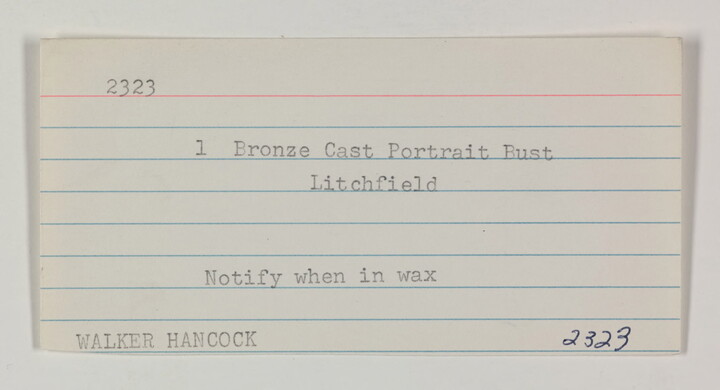 2323
1 Bronze Cast Portrait Bust
Litchfield
Notify when in wax
WALKER HANCOCK 2323